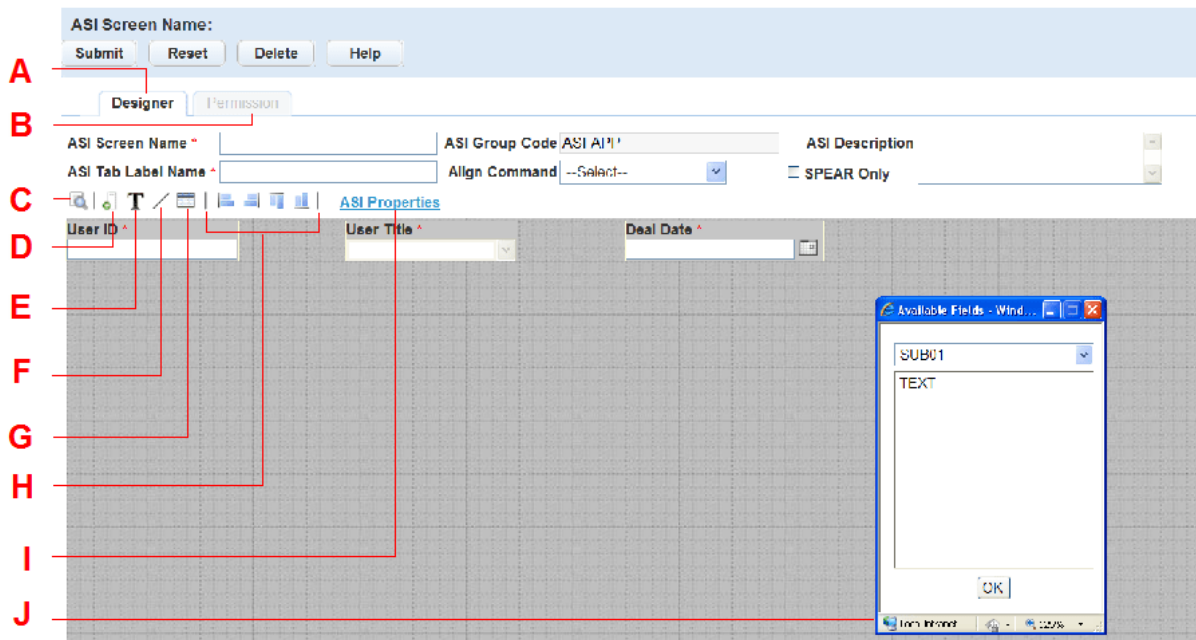 ASI Screen Name:
Submit Reset Delete Help
A
Designer Permission
B
ASI Screen Name * ASI Group Code ASI APP ASI Description
ASI Tab Label Name * Align Command --Select-- SPEAR Only
C
T ASI Properties
User ID * User Title * Deal Date *
D
E
Available Fields - Wind...
SUB01
F
TEXT
G
H
I
OK
J
Local intranet